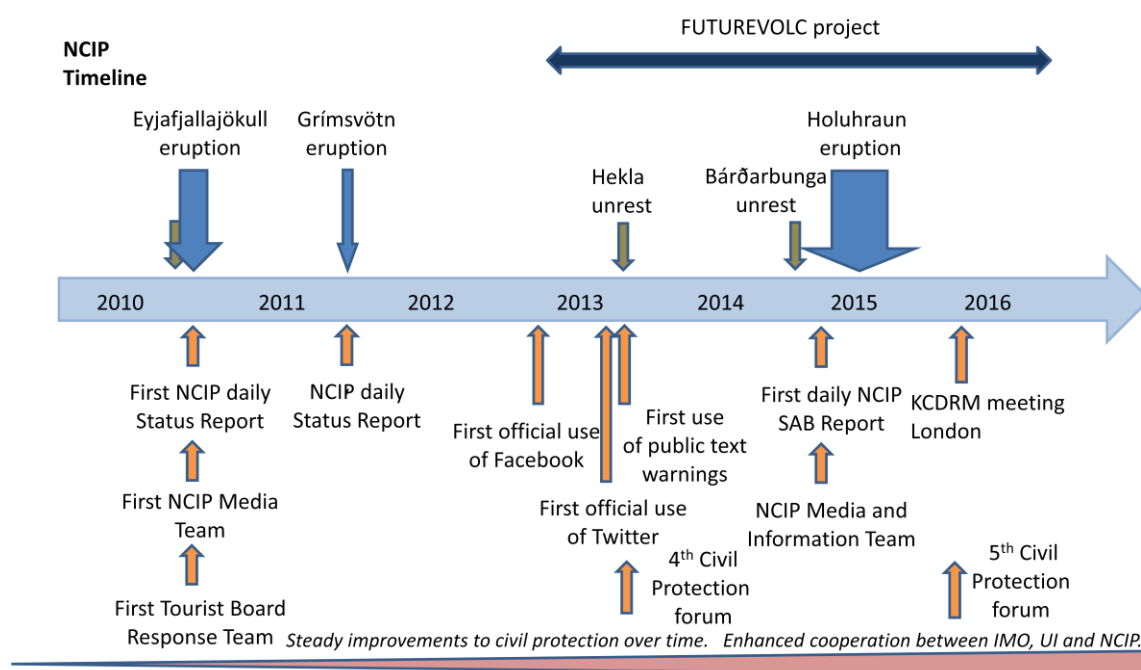 FUTUREVOLC project
NCIP
Timeline
Eyjafjallajökull
eruption
Grímsvötn
eruption
Hekla
unrest
Bárðarbunga
unrest
Holuhraun
eruption
2010
2011
2012
2013
2014
2015
2016
First NCIP daily
Status Report
NCIP daily
Status Report
First official use
of Facebook
First use
of public text
warnings
First daily NCIP
SAB Report
KCDRM meeting
London
First NCIP Media
Team
First official use
of Twitter
NCIP Media and
Information Team
4th Civil
Protection
forum
5th Civil
Protection
forum
First Tourist Board
Response Team
Steady improvements to civil protection over time. Enhanced cooperation between IMO, UI and NCIP.